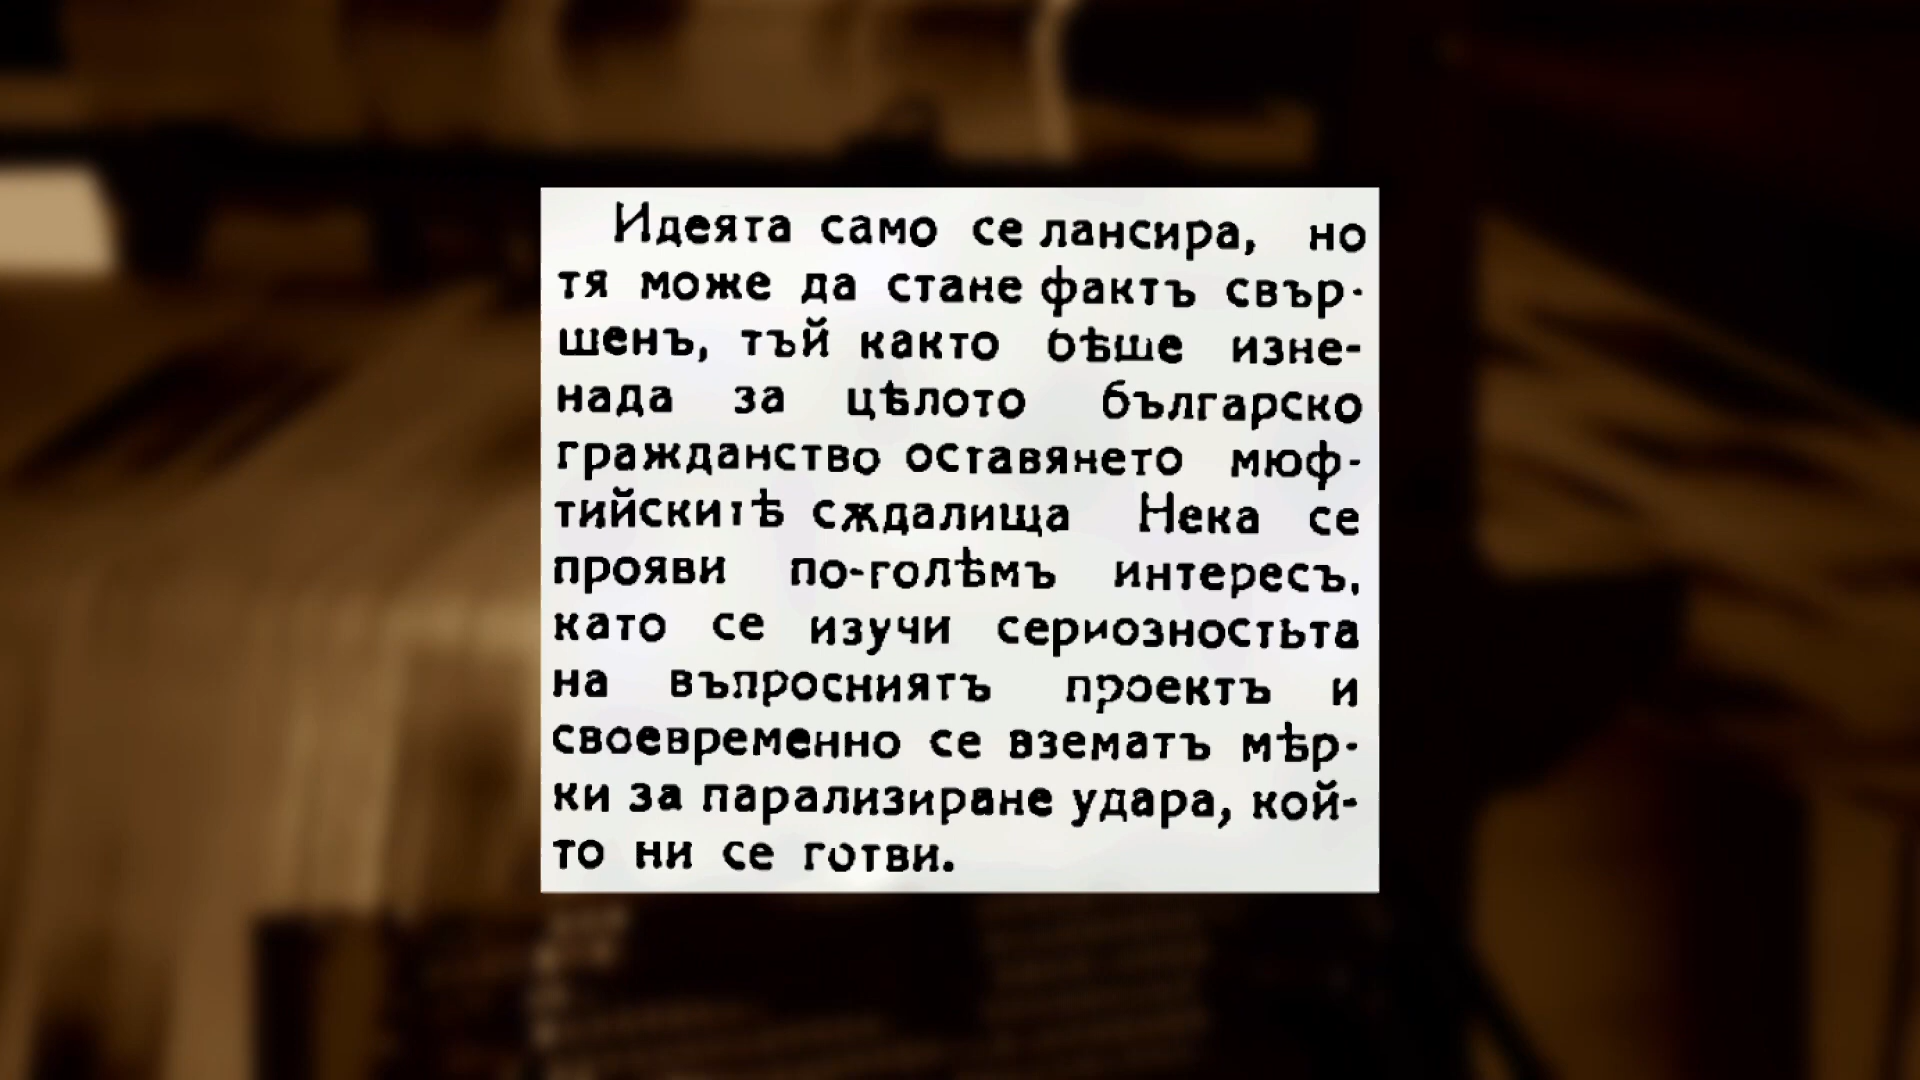 Идеята само се лансира, но
тя може да стане фактъ свър-
шенъ, тъй както бѣше изне-
нада за цѣлото българско
гражданство оставянето мюф-
тийскитѣ сѫдалища Нека се
прояви по-голѣмъ интересъ,
като се изучи сериозностьта
на въпросниятъ проектъ и
своевременно се взематъ мѣр-
ки за парализиране удара, кой-
то ни се готви.